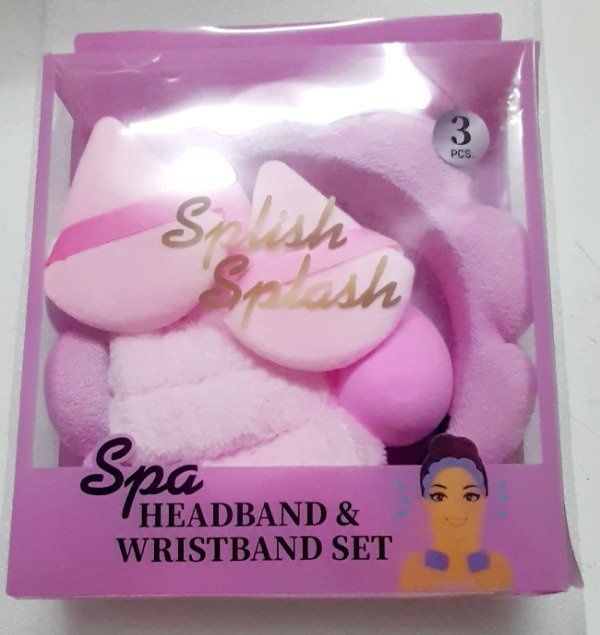 3
PCS.
Splish
Splash
Spa
HEADBAND &
WRISTBAND SET